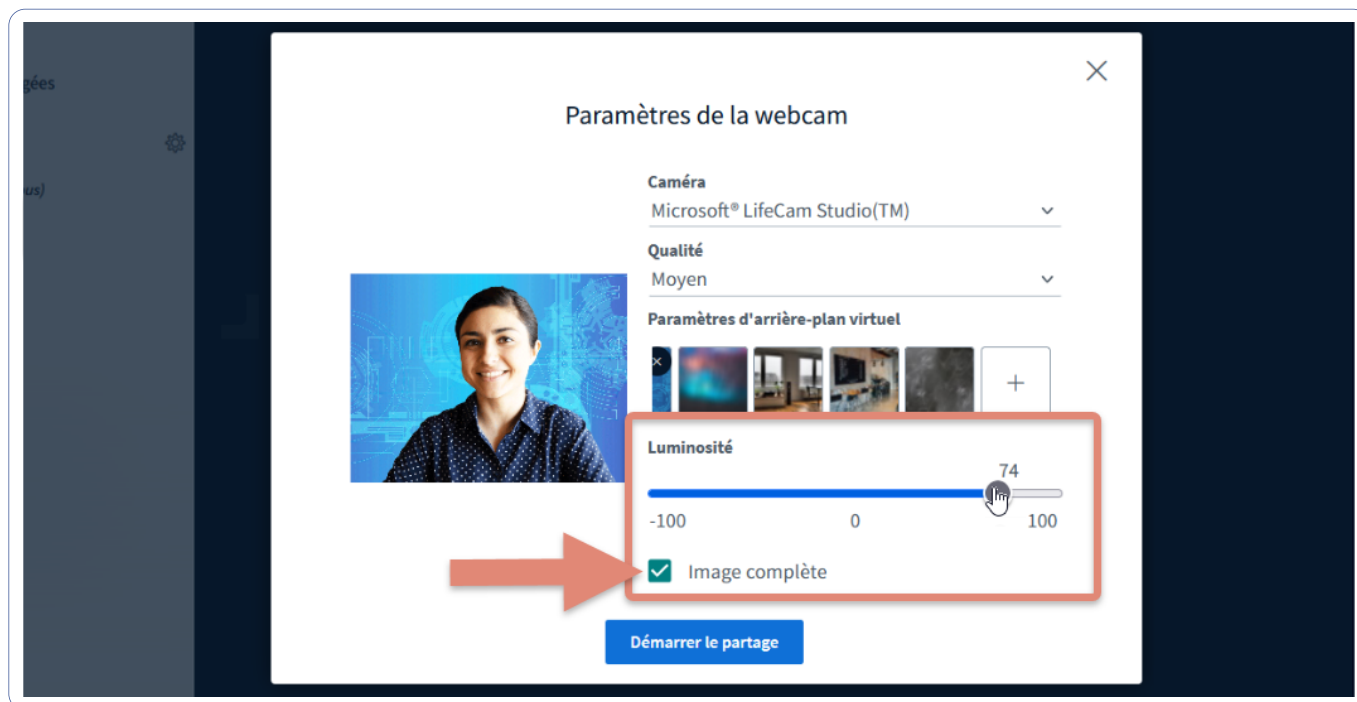 gées
ous)
Paramètres de la webcam
Caméra
Microsoft® LifeCam Studio(TM)
Qualité
Moyen
Paramètres d'arrière-plan virtuel
Luminosité
74
-100 0 100
Image complète
Démarrer le partage